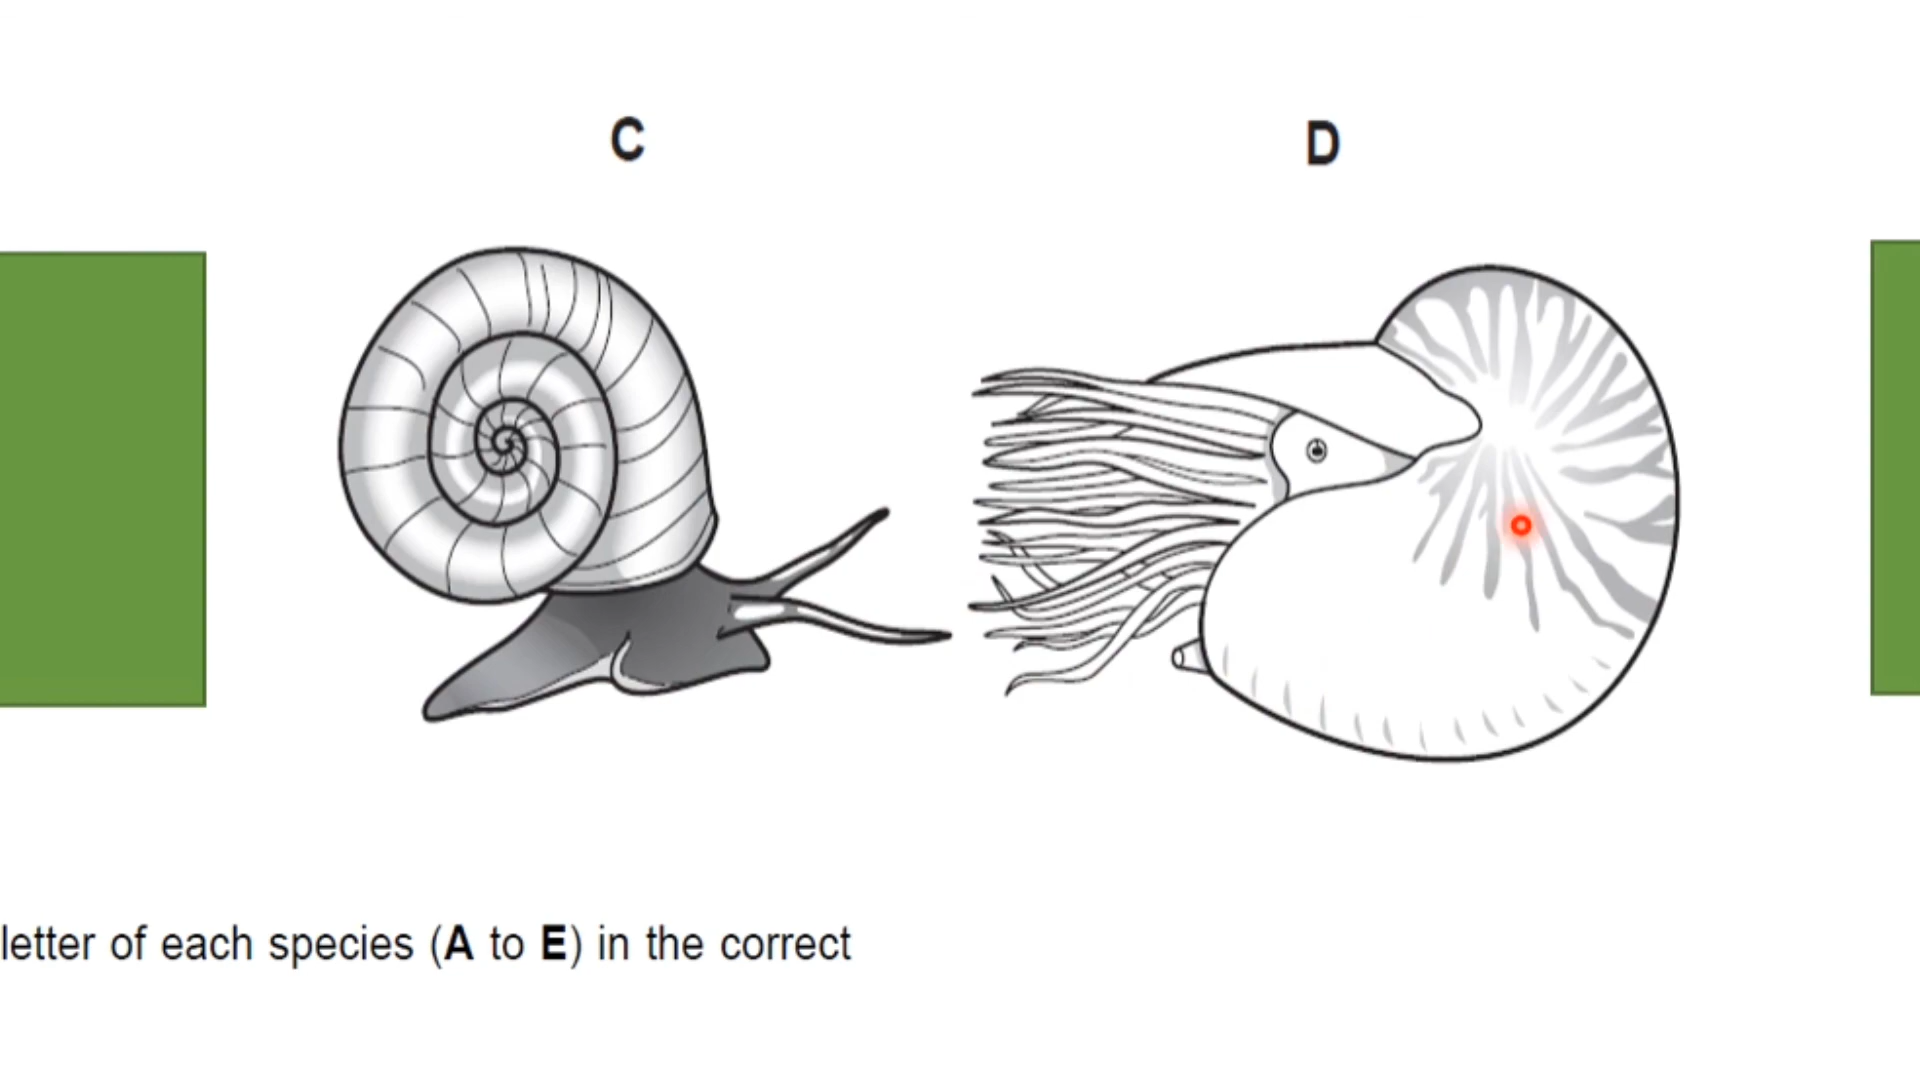 C D
letter of each species (A to E) in the correct